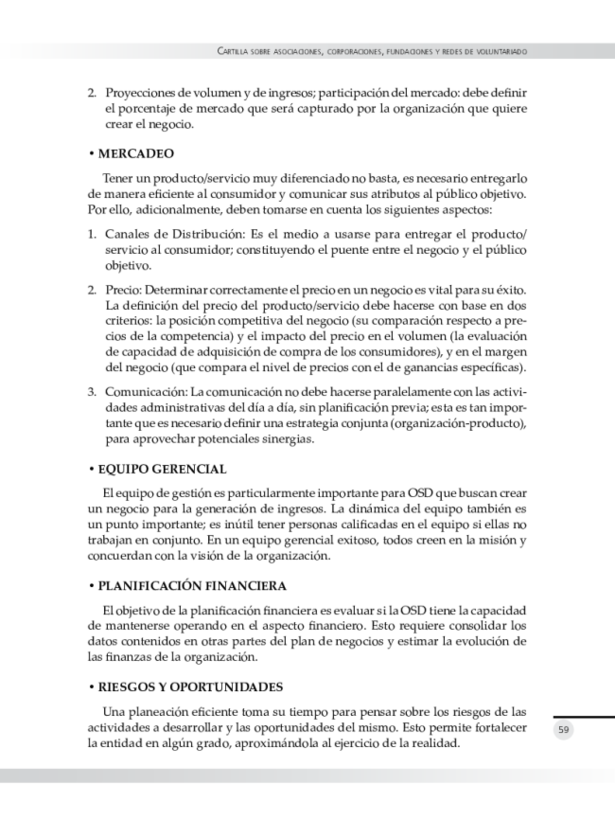 CARTILLA SOBRE ASOCIACIONES, CORPORACIONES, FUNDACIONES Y REDES DE VOLUNTARIADO
2. Proyecciones de volumen y de ingresos; participación del mercado: debe definir
el porcentaje de mercado que será capturado por la organización que quiere
crear el negocio.
• MERCADEO
Tener un producto/servicio muy diferenciado no basta, es necesario entregarlo
de manera eficiente al consumidor y comunicar sus atributos al público objetivo.
Por ello, adicionalmente, deben tomarse en cuenta los siguientes aspectos:
1. Canales de Distribución: Es el medio a usarse para entregar el producto/
servicio al consumidor; constituyendo el puente entre el negocio y el público
objetivo.
2. Precio: Determinar correctamente el precio en un negocio es vital para su éxito.
La definición del precio del producto/servicio debe hacerse con base en dos
criterios: la posición competitiva del negocio (su comparación respecto a pre-
cios de la competencia) y el impacto del precio en el volumen (la evaluación
de capacidad de adquisición de compra de los consumidores), y en el margen
del negocio (que compara el nivel de precios con el de ganancias específicas).
3. Comunicación: La comunicación no debe hacerse paralelamente con las activi-
dades administrativas del día a día, sin planificación previa; esta es tan impor-
tante que es necesario definir una estrategia conjunta (organización-producto),
para aprovechar potenciales sinergias.
• EQUIPO GERENCIAL
El equipo de gestión es particularmente importante para OSD que buscan crear
un negocio para la generación de ingresos. La dinámica del equipo también es
un punto importante; es inútil tener personas calificadas en el equipo si ellas no
trabajan en conjunto. En un equipo gerencial exitoso, todos creen en la misión y
concuerdan con la visión de la organización.
• PLANIFICACIÓN FINANCIERA
El objetivo de la planificación financiera es evaluar si la OSD tiene la capacidad
de mantenerse operando en el aspecto financiero. Esto requiere consolidar los
datos contenidos en otras partes del plan de negocios y estimar la evolución de
las finanzas de la organización.
• RIESGOS Y OPORTUNIDADES
Una planeación eficiente toma su tiempo para pensar sobre los riesgos de las
actividades a desarrollar y las oportunidades del mismo. Esto permite fortalecer
la entidad en algún grado, aproximándola al ejercicio de la realidad.
59